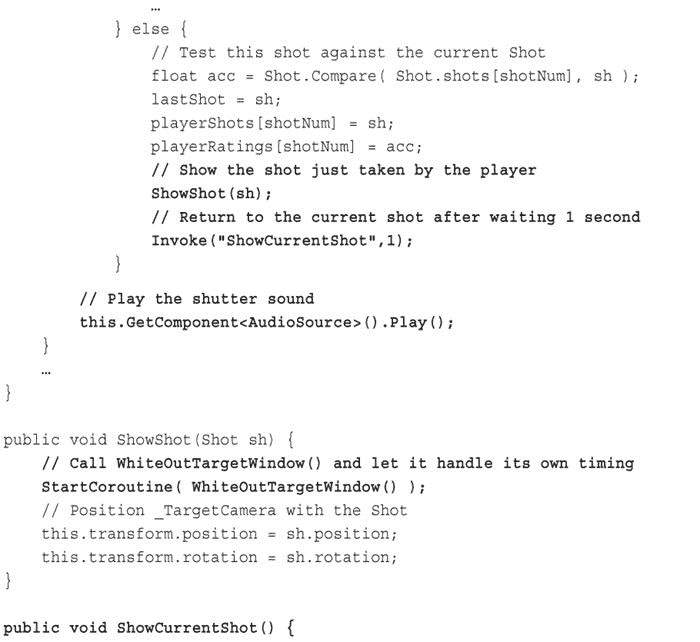 …
} else {
// Test this shot against the current Shot
float acc = Shot.Compare( Shot.shots[shotNum], sh );
lastShot = sh;
playerShots[shotNum] = sh;
playerRatings[shotNum] = acc;
// Show the shot just taken by the player
ShowShot(sh);
// Return to the current shot after waiting 1 second
Invoke("ShowCurrentShot",1);
}
// Play the shutter sound
this.GetComponent<AudioSource>().Play();
}
…
}
public void ShowShot(Shot sh) {
// Call WhiteOutTargetWindow() and let it handle its own timing
StartCoroutine( WhiteOutTargetWindow() );
// Position _TargetCamera with the Shot
this.transform.position = sh.position;
this.transform.rotation = sh.rotation;
}
public void ShowCurrentShot() {